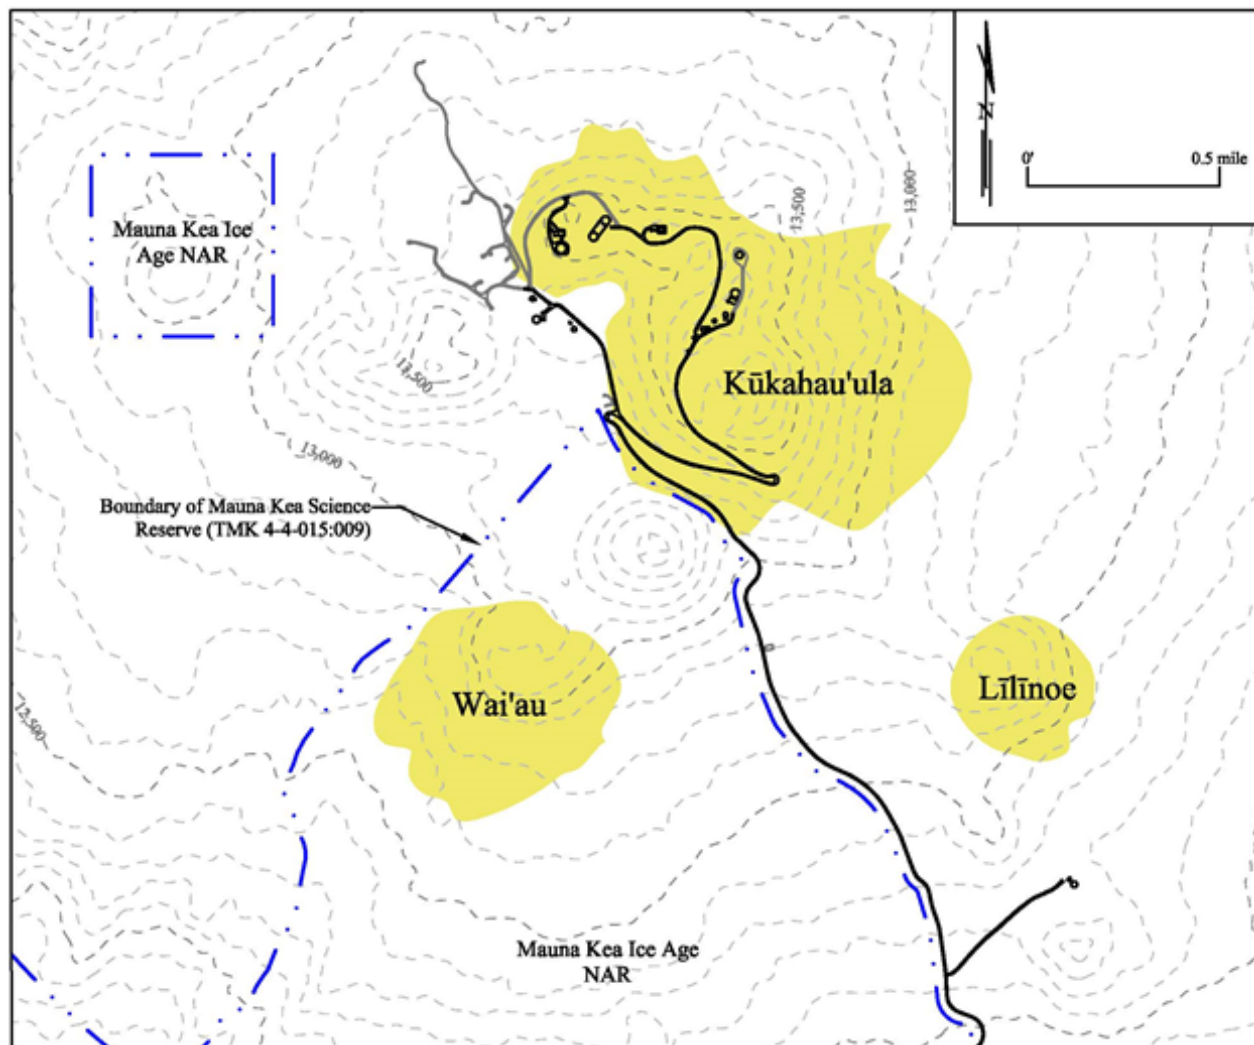 N
0'
0.5 mile
13,500
13,000
Mauna Kea Ice
Age NAR
13,500
Kūkahau'ula
13,000
Boundary of Mauna Kea Science
Reserve (TMK 4-4-015:009)
Wai'au
Līlīnoe
12,500
Mauna Kea Ice Age
NAR